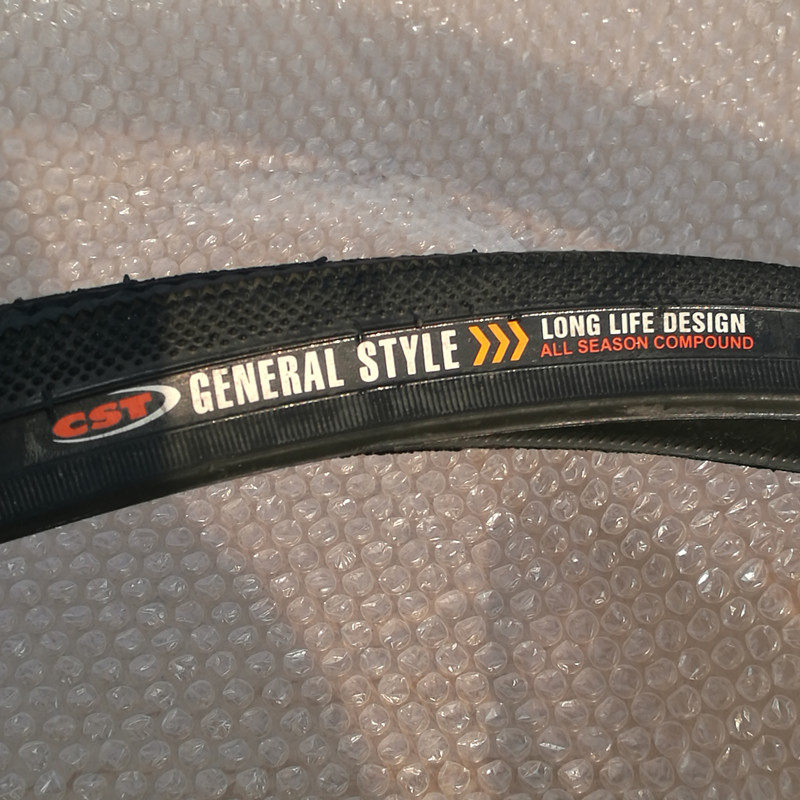 CST GENERAL STYLE
LONG LIFE DESIGN
ALL SEASON COMPOUND